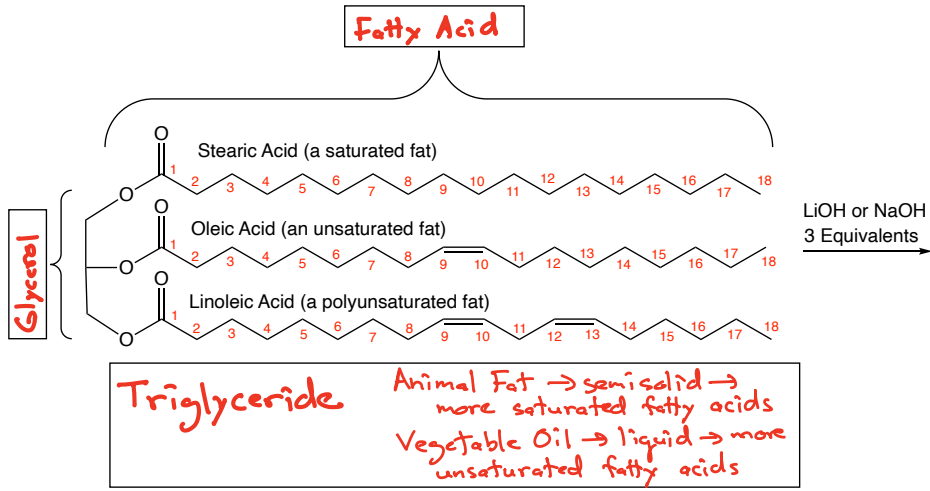 Fatty Acid
O
Stearic Acid (a saturated fat)
1 2 3 4 5 6 7 8 9 10 11 12 13 14 15 16 17 18
O
Glycerol
O
Oleic Acid (an unsaturated fat)
1 2 3 4 5 6 7 8 9 10 11 12 13 14 15 16 17 18
O
LiOH or NaOH
3 Equivalents
O
Linoleic Acid (a polyunsaturated fat)
1 2 3 4 5 6 7 8 9 10 11 12 13 14 15 16 17 18
O
Triglyceride
Animal Fat → semisolid →
more saturated fatty acids
Vegetable Oil → liquid → more
unsaturated fatty acids